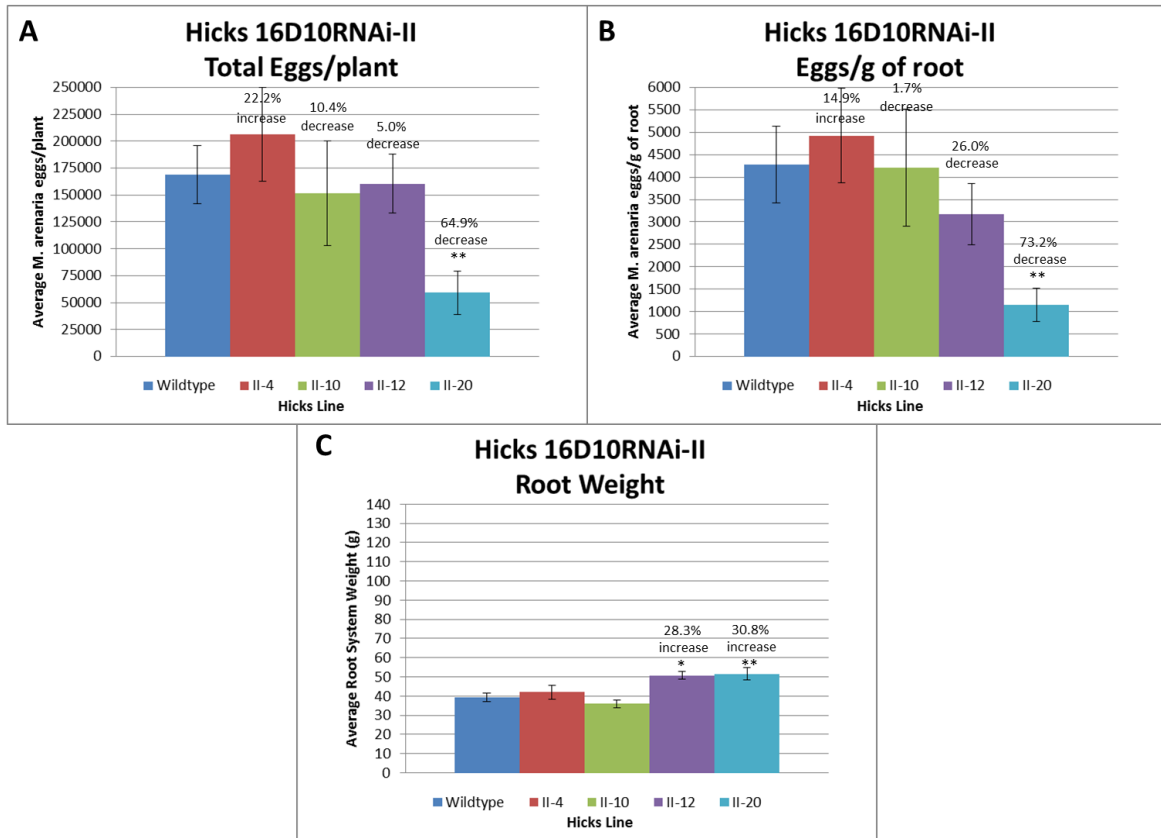 A
Hicks 16D10RNAi-II
Total Eggs/plant
Average M. arenaria eggs/plant
250000
225000
200000
175000
150000
125000
100000
75000
50000
25000
0
22.2%
increase
10.4%
decrease
5.0%
decrease
64.9%
decrease
**
Wildtype II-4 II-10 II-12 II-20
Hicks Line
B
Hicks 16D10RNAi-II
Eggs/g of root
Average M. arenaria eggs/g of root
6000
5500
5000
4500
4000
3500
3000
2500
2000
1500
1000
500
0
14.9%
increase
1.7%
decrease
26.0%
decrease
73.2%
decrease
**
Wildtype II-4 II-10 II-12 II-20
Hicks Line
C
Hicks 16D10RNAi-II
Root Weight
Average Root System Weight (g)
140
130
120
110
100
90
80
70
60
50
40
30
20
10
0
28.3%
increase
*
30.8%
increase
**
Wildtype II-4 II-10 II-12 II-20
Hicks Line